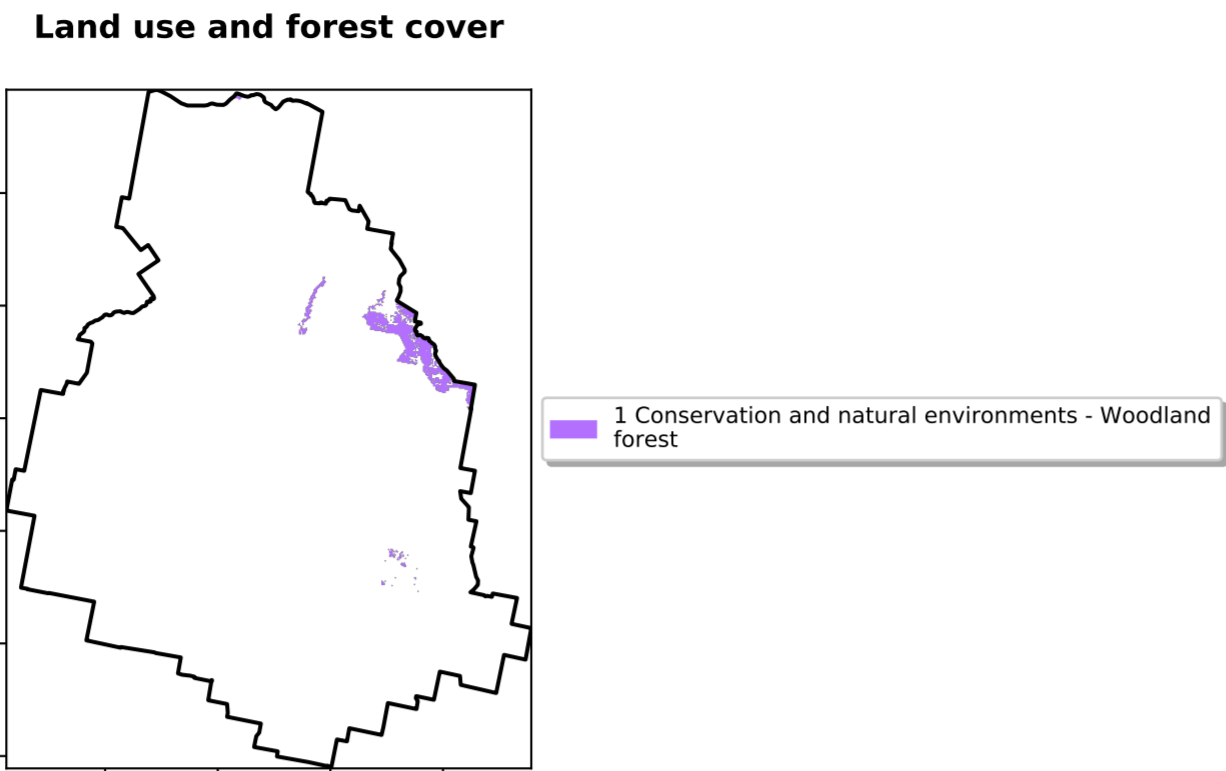 Land use and forest cover
1 Conservation and natural environments - Woodland
forest